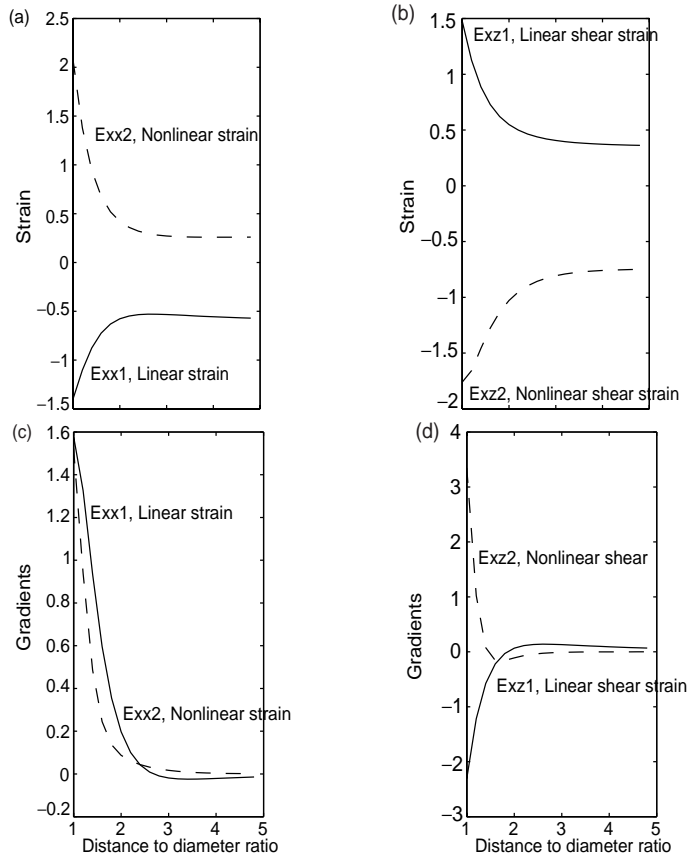 (a)
2.5
2
1.5
1
0.5
0
−0.5
−1
−1.5
Strain
Exx2, Nonlinear strain
Exx1, Linear strain
(b)
1.5
1
0.5
0
−0.5
−1
−1.5
−2
Strain
Exz1, Linear shear strain
Exz2, Nonlinear shear strain
(c)
1.6
1.4
1.2
1
0.8
0.6
0.4
0.2
0
−0.2
Gradients
Exx1, Linear strain
Exx2, Nonlinear strain
1 2 3 4 5
Distance to diameter ratio
(d)
4
3
2
1
0
−1
−2
−3
Gradients
Exz2, Nonlinear shear
Exz1, Linear shear strain
1 2 3 4 5
Distance to diameter ratio